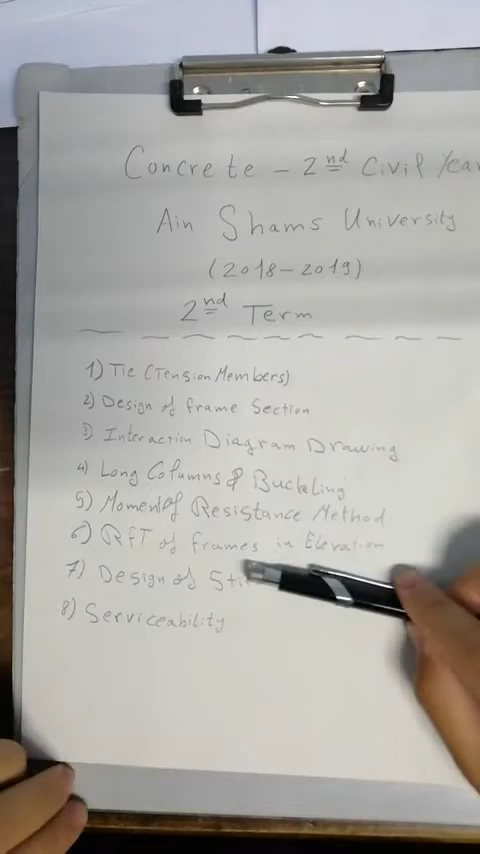 Concrete - 2nd Civil Year
Ain Shams University
(2018-2019)
2nd Term
1) Tie (Tension Members)
2) Design of frame Section
3) Interaction Diagram Drawing
4) Long Columns & Buckling
5) Moment of Resistance Method
6) RFT of frames in Elevation
7) Design of
8) Serviceability